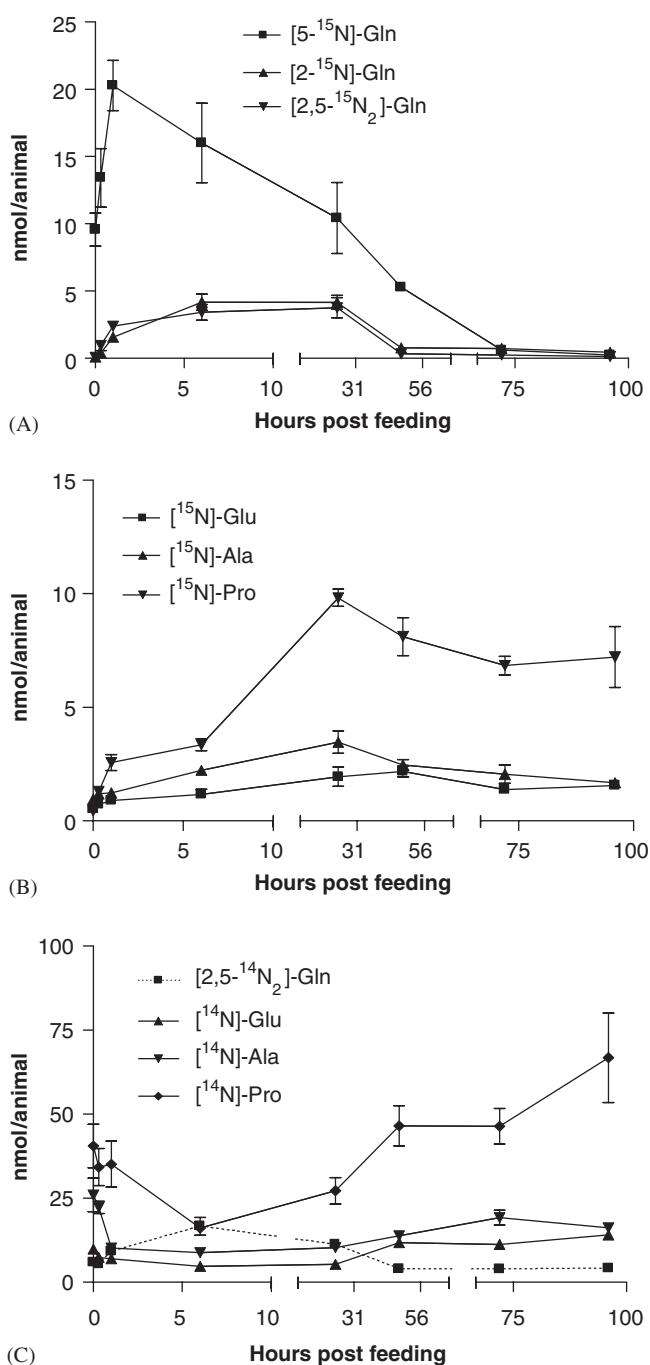 25
20
15
10
5
0
nmol/animal
[5-¹⁵N]-Gln
[2-¹⁵N]-Gln
[2,5-¹⁵N₂]-Gln
0 5 10 31 56 75 100
Hours post feeding
(A)
15
10
5
0
nmol/animal
[¹⁵N]-Glu
[¹⁵N]-Ala
[¹⁵N]-Pro
0 5 10 31 56 75 100
Hours post feeding
(B)
100
75
50
25
0
nmol/animal
[2,5-¹⁴N₂]-Gln
[¹⁴N]-Glu
[¹⁴N]-Ala
[¹⁴N]-Pro
0 5 10 31 56 75 100
Hours post feeding
(C)